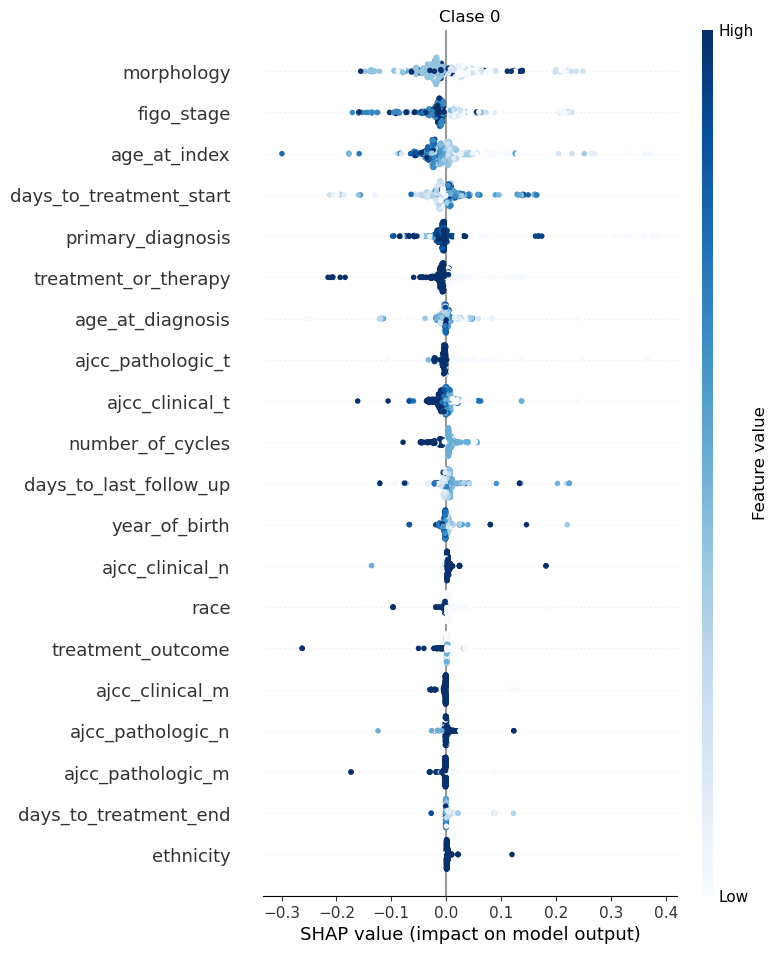 Clase 0
High
morphology
figo_stage
age_at_index
days_to_treatment_start
primary_diagnosis
treatment_or_therapy
age_at_diagnosis
ajcc_pathologic_t
ajcc_clinical_t
number_of_cycles
days_to_last_follow_up
year_of_birth
ajcc_clinical_n
race
treatment_outcome
ajcc_clinical_m
ajcc_pathologic_n
ajcc_pathologic_m
days_to_treatment_end
ethnicity
Feature value
Low
−0.3 −0.2 −0.1 0.0 0.1 0.2 0.3 0.4
SHAP value (impact on model output)